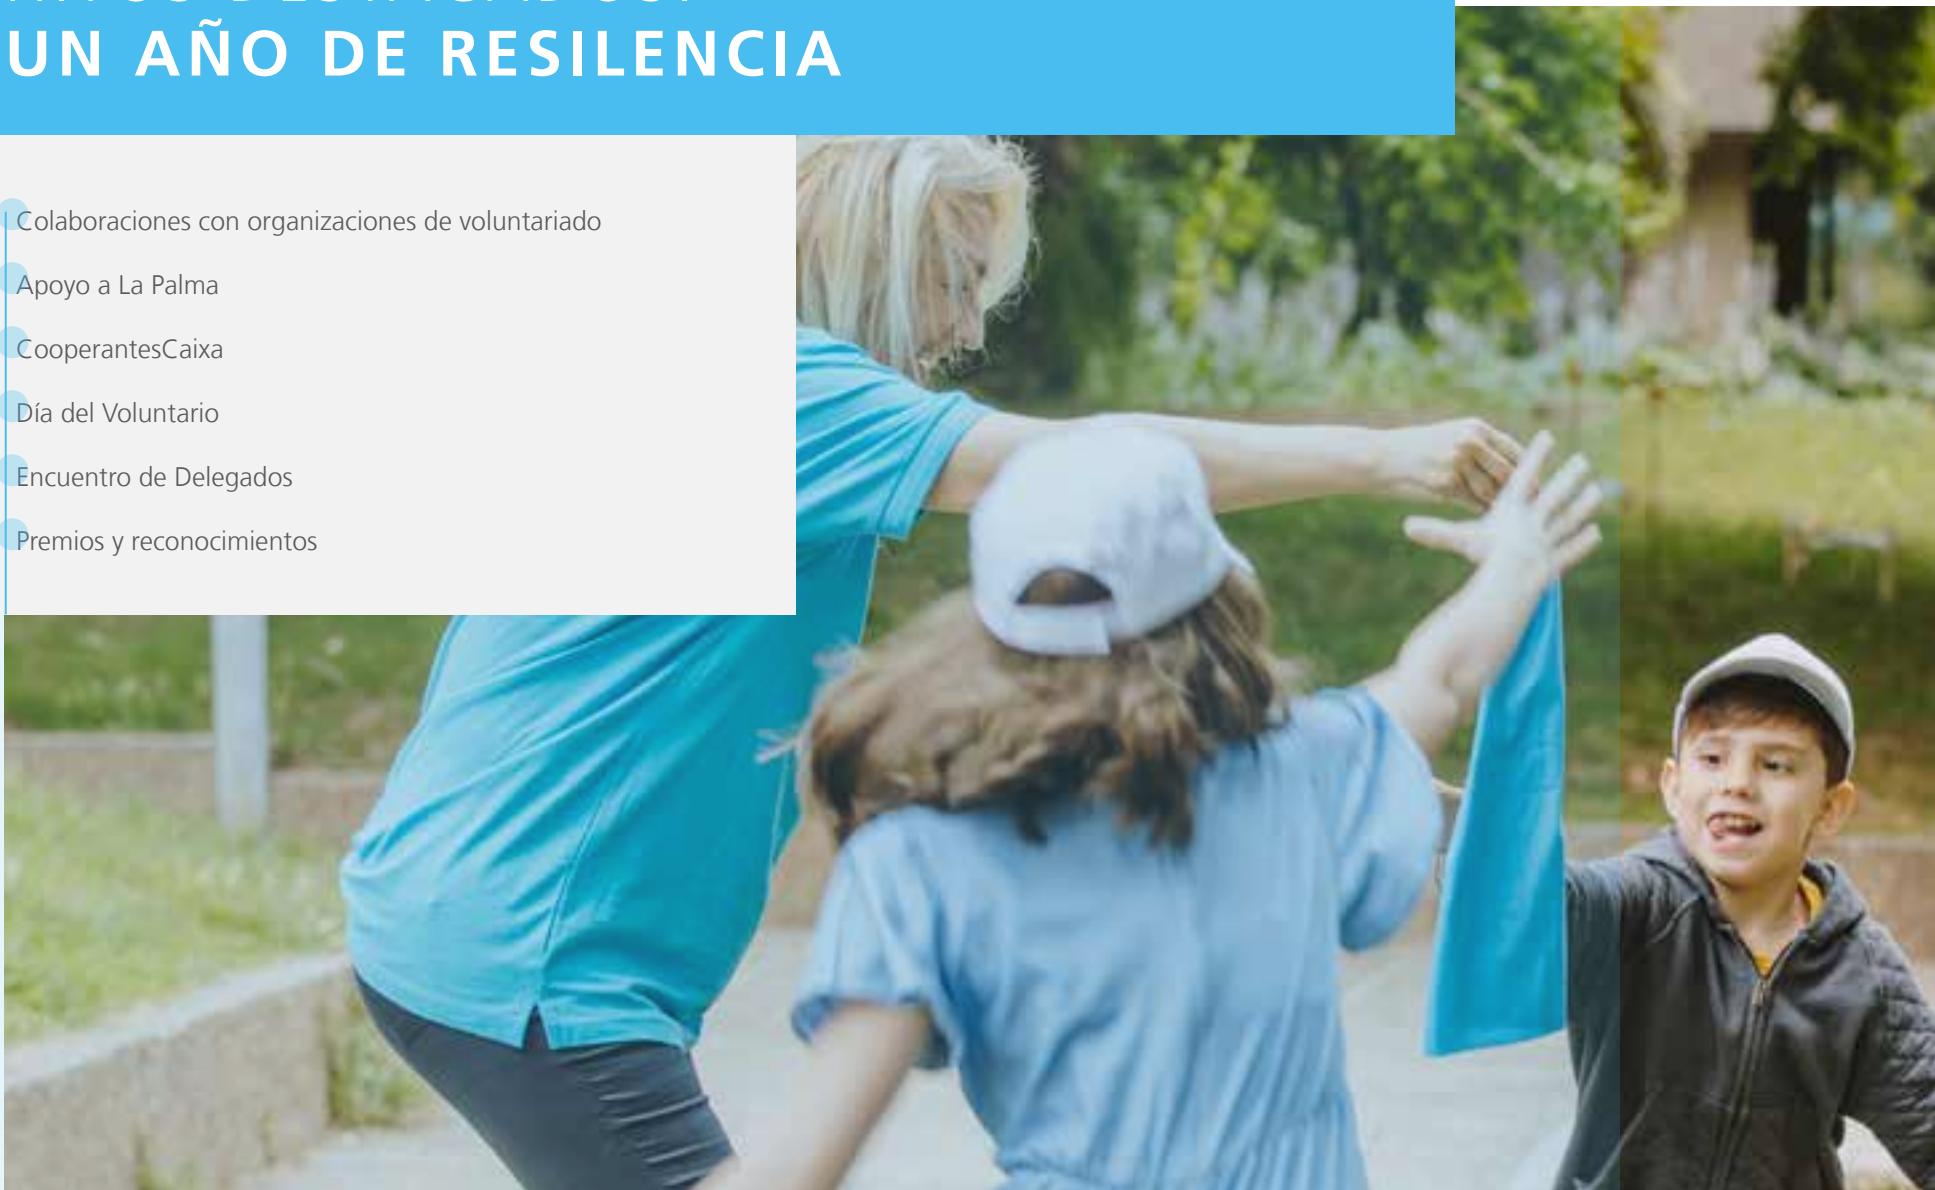 UN AÑO DE RESILENCIA
Colaboraciones con organizaciones de voluntariado
Apoyo a La Palma
CooperantesCaixa
Día del Voluntario
Encuentro de Delegados
Premios y reconocimientos